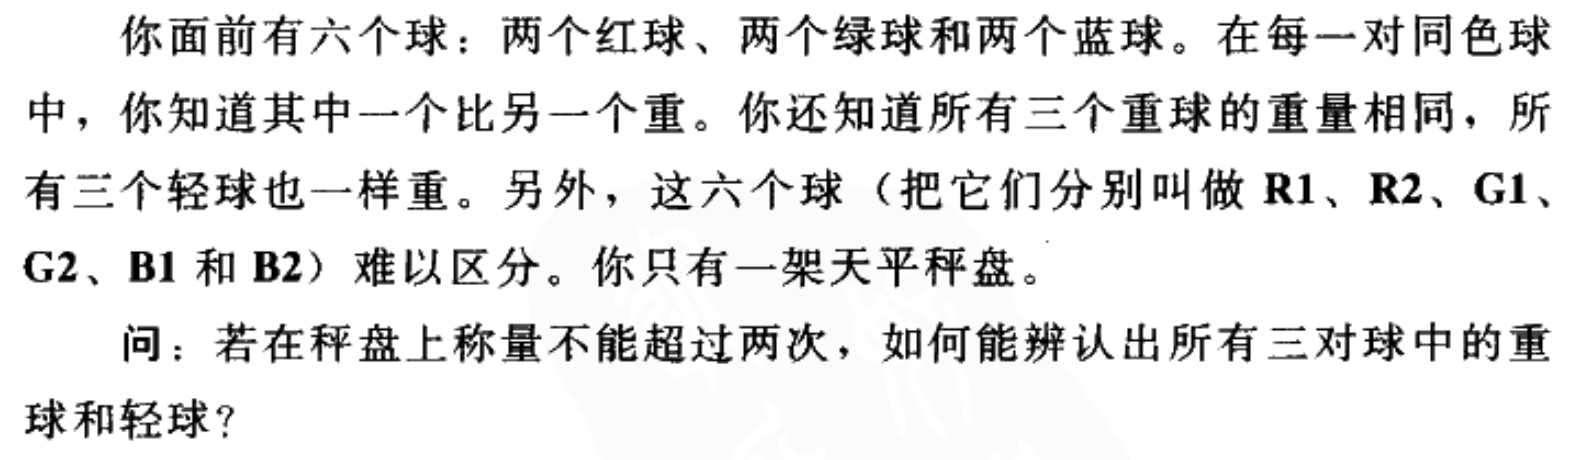 你面前有六个球：两个红球、两个绿球和两个蓝球。在每一对同色球
中，你知道其中一个比另一个重。你还知道所有三个重球的重量相同，所
有三个轻球也一样重。另外，这六个球（把它们分别叫做 R1、R2、G1、
G2、B1 和 B2）难以区分。你只有一架天平秤盘。
问：若在秤盘上称量不能超过两次，如何能辨认出所有三对球中的重
球和轻球？